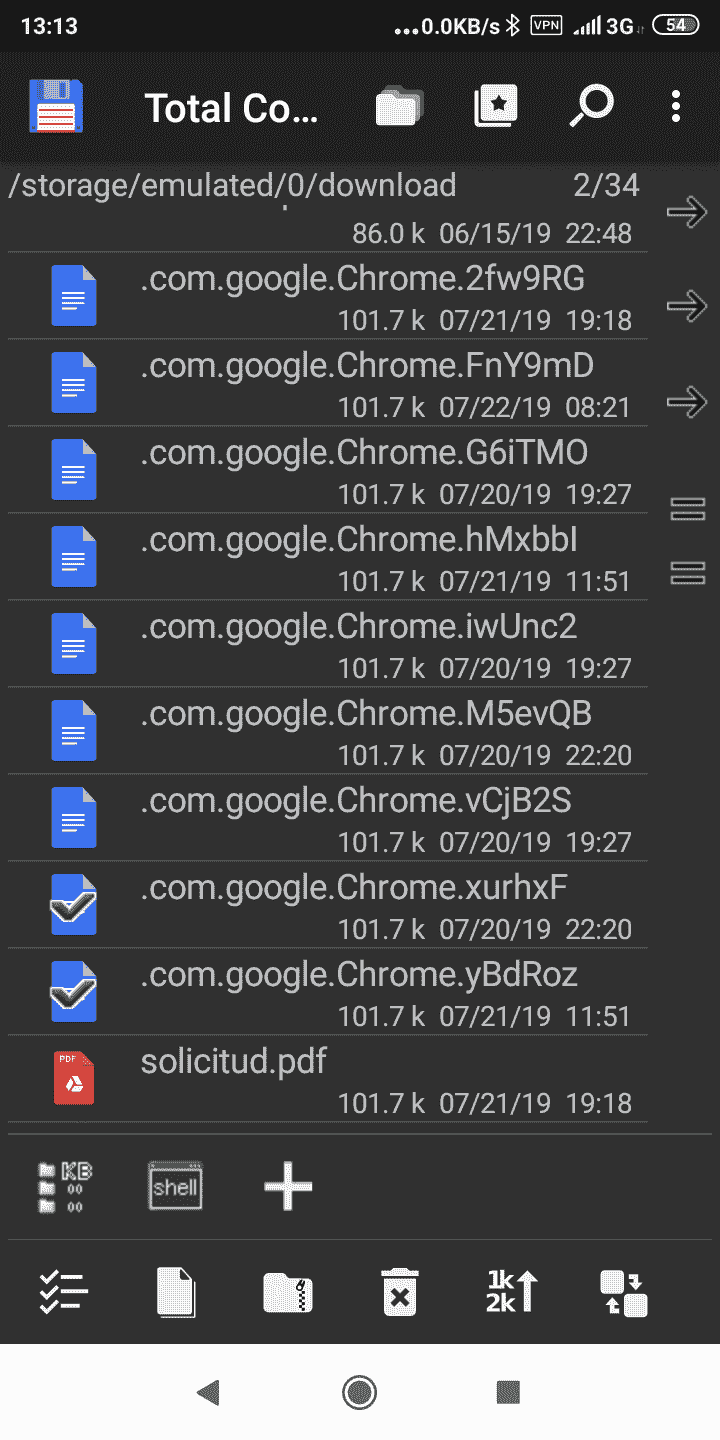 13:13
...0.0KB/s VPN 3G 54
Total Co...
/storage/emulated/0/download 2/34
86.0 k 06/15/19 22:48
.com.google.Chrome.2fw9RG
101.7 k 07/21/19 19:18
.com.google.Chrome.FnY9mD
101.7 k 07/22/19 08:21
.com.google.Chrome.G6iTMO
101.7 k 07/20/19 19:27
.com.google.Chrome.hMxbbI
101.7 k 07/21/19 11:51
.com.google.Chrome.iwUnc2
101.7 k 07/20/19 19:27
.com.google.Chrome.M5evQB
101.7 k 07/20/19 22:20
.com.google.Chrome.vCjB2S
101.7 k 07/20/19 19:27
.com.google.Chrome.xurhxF
101.7 k 07/20/19 22:20
.com.google.Chrome.yBdRoz
101.7 k 07/21/19 11:51
PDF solicitud.pdf
101.7 k 07/21/19 19:18
KB
00
00
shell
1k
2k